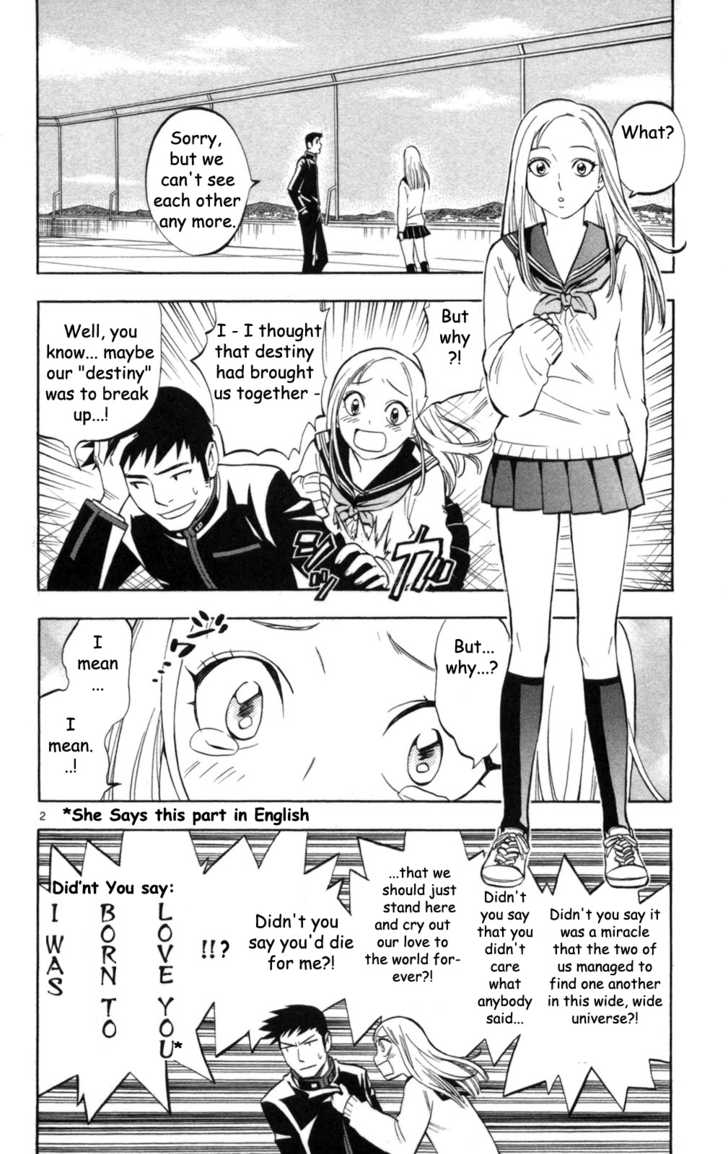 What?
Sorry,
but we
can't see
each other
any more.
But
why
?!
I - I thought
that destiny
had brought
us together -
Well, you
know... maybe
our "destiny"
was to break
up...!
ガッ
But...
why...?
I
mean
...
I
mean.
..!
2
*She Says this part in English
Didn't you say it
was a miracle
that the two of
us managed to
find one another
in this wide, wide
universe?!
Didn't
you say
that you
didn't
care
what
anybody
said...
...that we
should just
stand here
and cry out
our love to
the world for-
ever?!
Didn't you
say you'd die
for me?!
Did'nt You say:
I WAS
BORN TO
LOVE YOU*
!!?